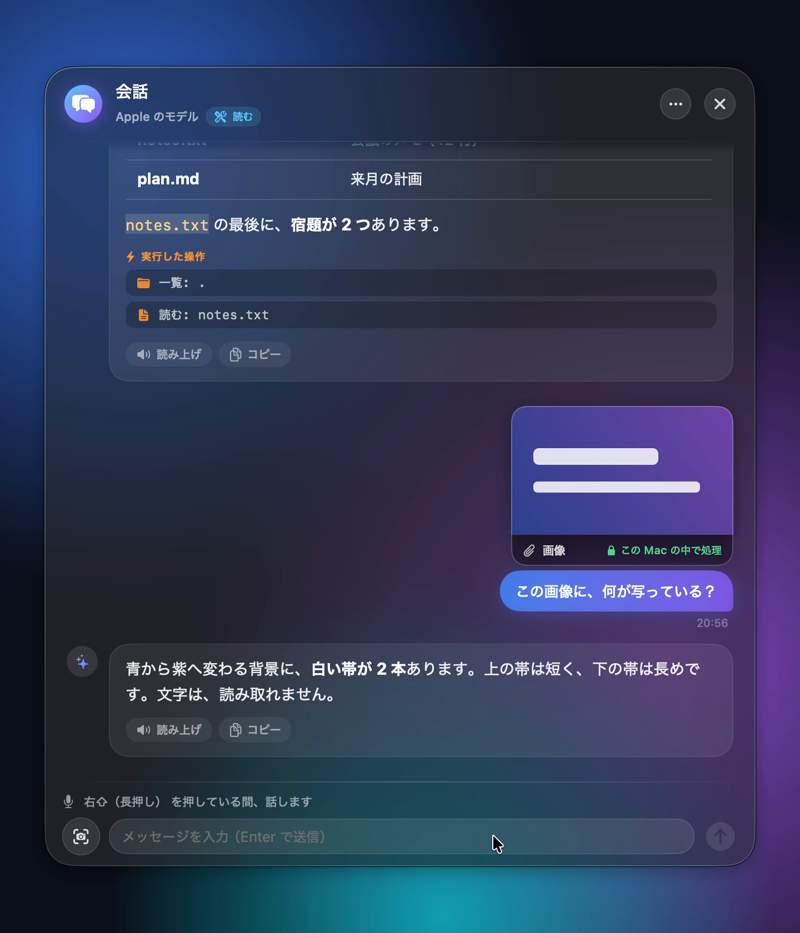 会話
Apple のモデル 読む
plan.md 来月の計画
notes.txt の最後に、宿題が 2 つあります。
実行した操作
一覧: .
読む: notes.txt
読み上げ コピー
画像 この Mac の中で処理
この画像に、何が写っている？
20:56
青から紫へ変わる背景に、白い帯が 2 本あります。上の帯は短く、下の帯は長めで
す。文字は、読み取れません。
読み上げ コピー
右⇧（長押し） を押している間、話します
メッセージを入力（Enter で送信）